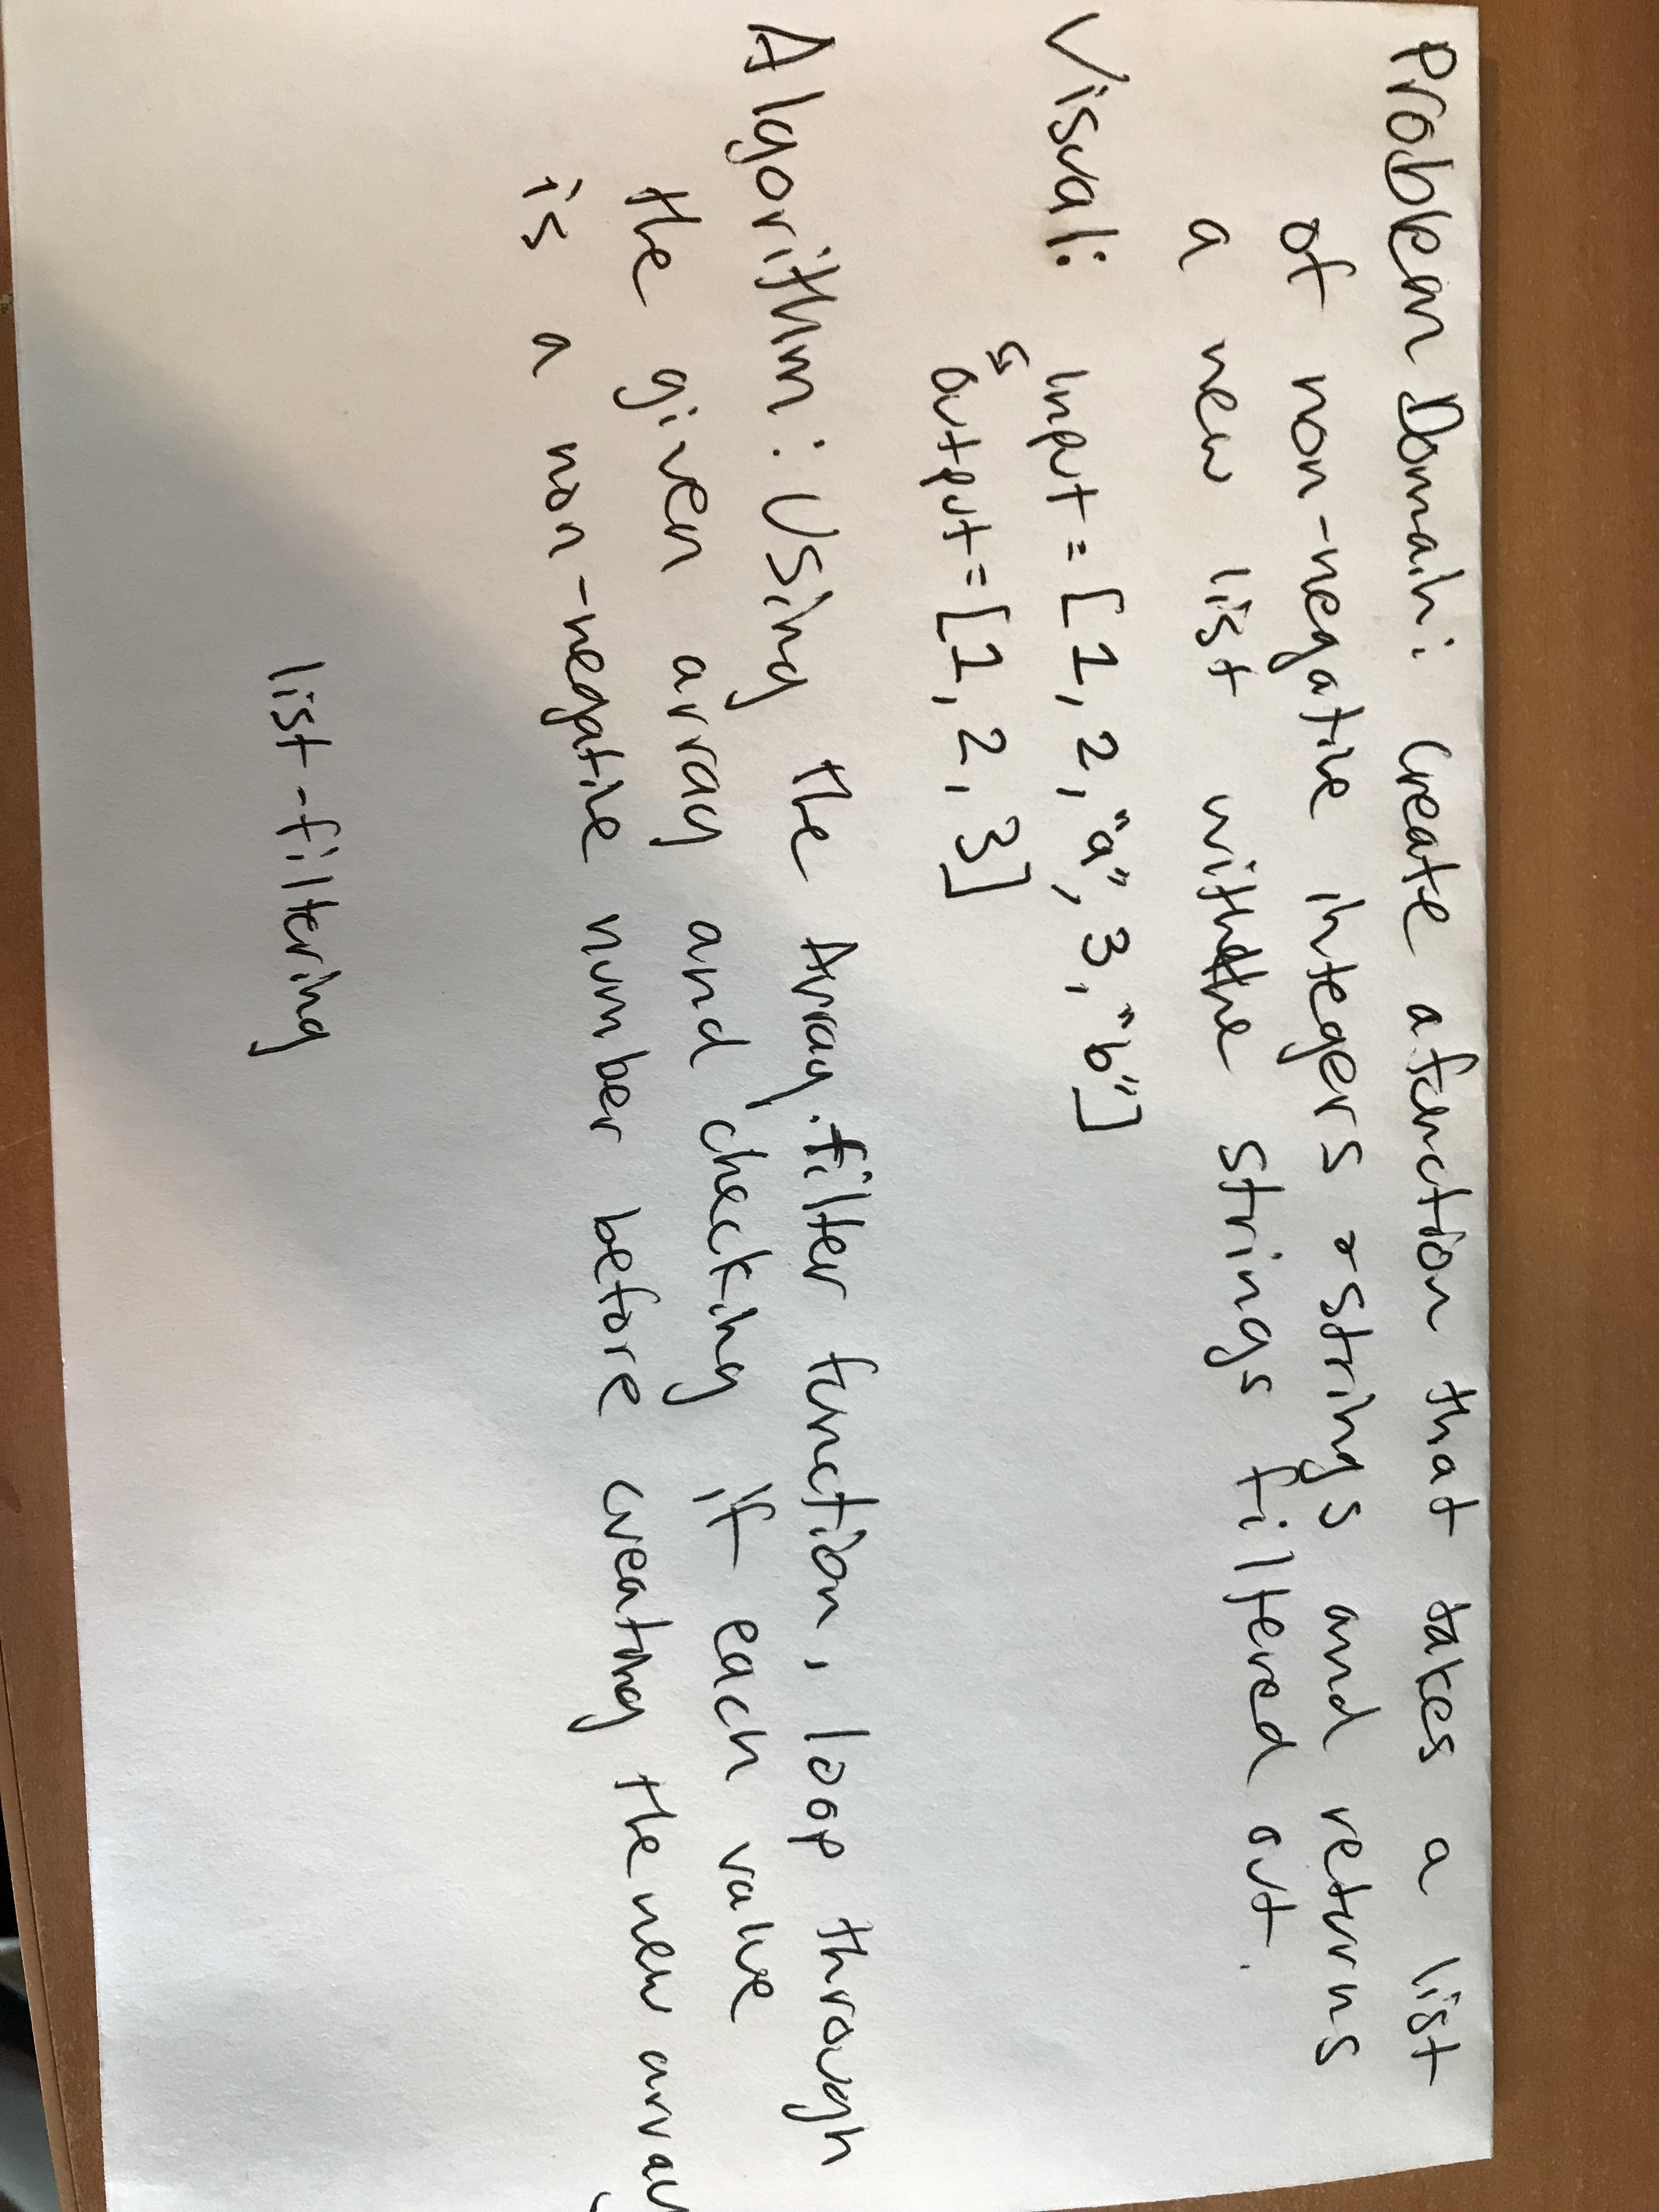 Problem Domain: Create a function that takes a list
of non-negative integers & strings and returns
a new list with the strings filtered out.
Visual: Input = [1, 2, "a", 3, "b"]
↳ output = [1, 2, 3]
Algorithm: Using the Array.filter function, loop through
the given array and checking if each value
is a non-negative number before creating the new array
list-filtering